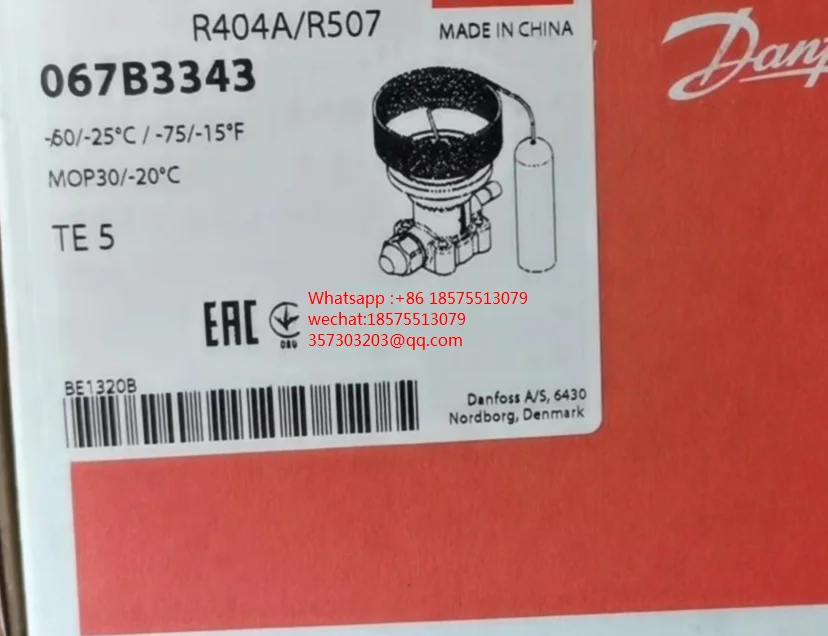 R404A/R507
MADE IN CHINA
067B3343
-60/-25°C / -75/-15°F
MOP30/-20°C
TE 5
EAC
Whatsapp :+86 18575513079
wechat:18575513079
357303203@qq.com
BE1320B
Danfoss A/S, 6430
Nordborg, Denmark
Danf